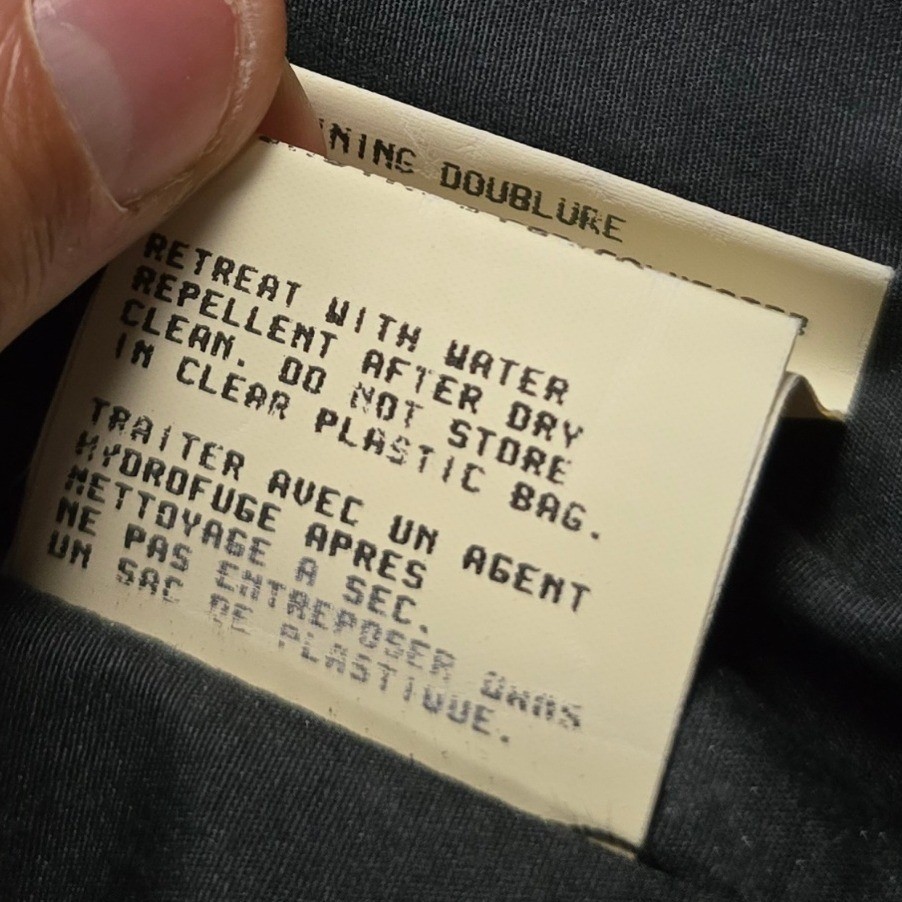 NING DOUBLURE
RETREAT WITH WATER
REPELLENT AFTER DRY
CLEAN. DO NOT STORE
IN CLEAR PLASTIC BAG.
TRAITER AVEC UN AGENT
HYDROFUGE APRES
NETTOYAGE A SEC.
NE PAS ENTREPOSER DANS
UN SAC DE PLASTIQUE.